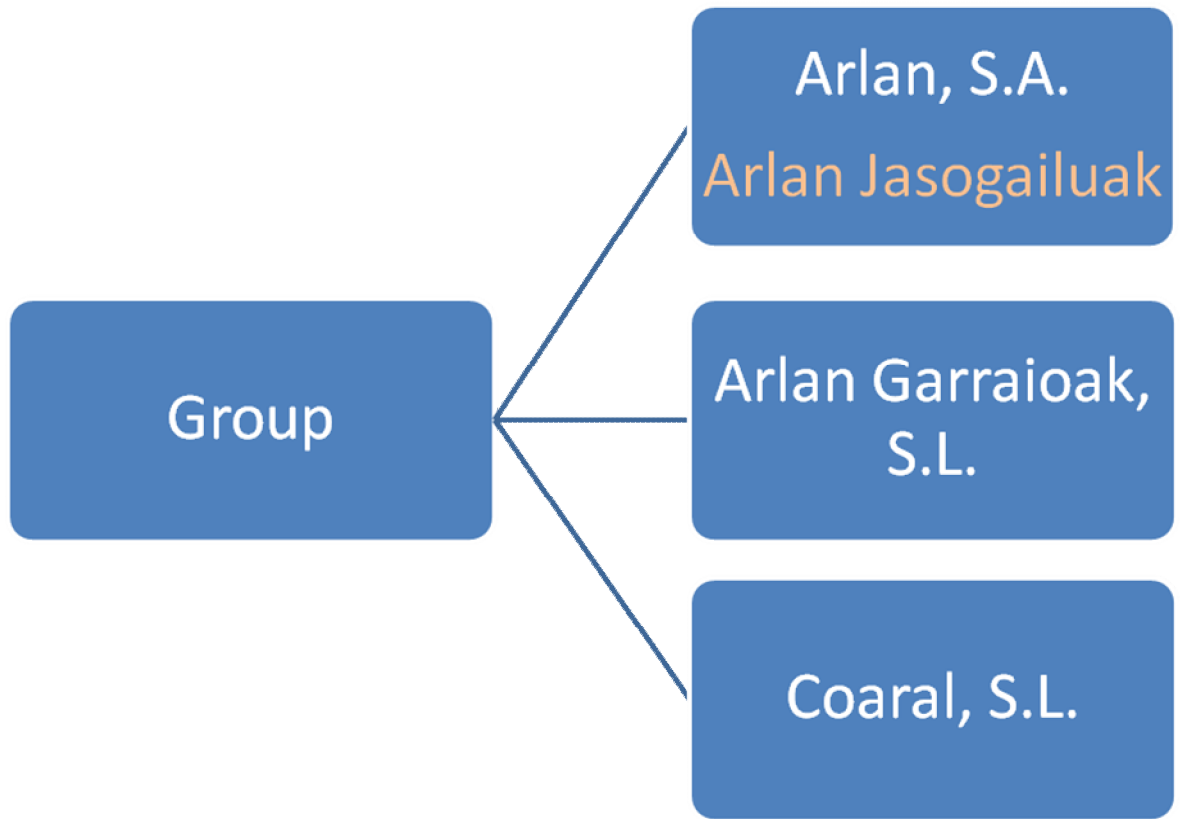 Group
Arlan, S.A.
Arlan Jasogailuak
Arlan Garraioak,
S.L.
Coaral, S.L.